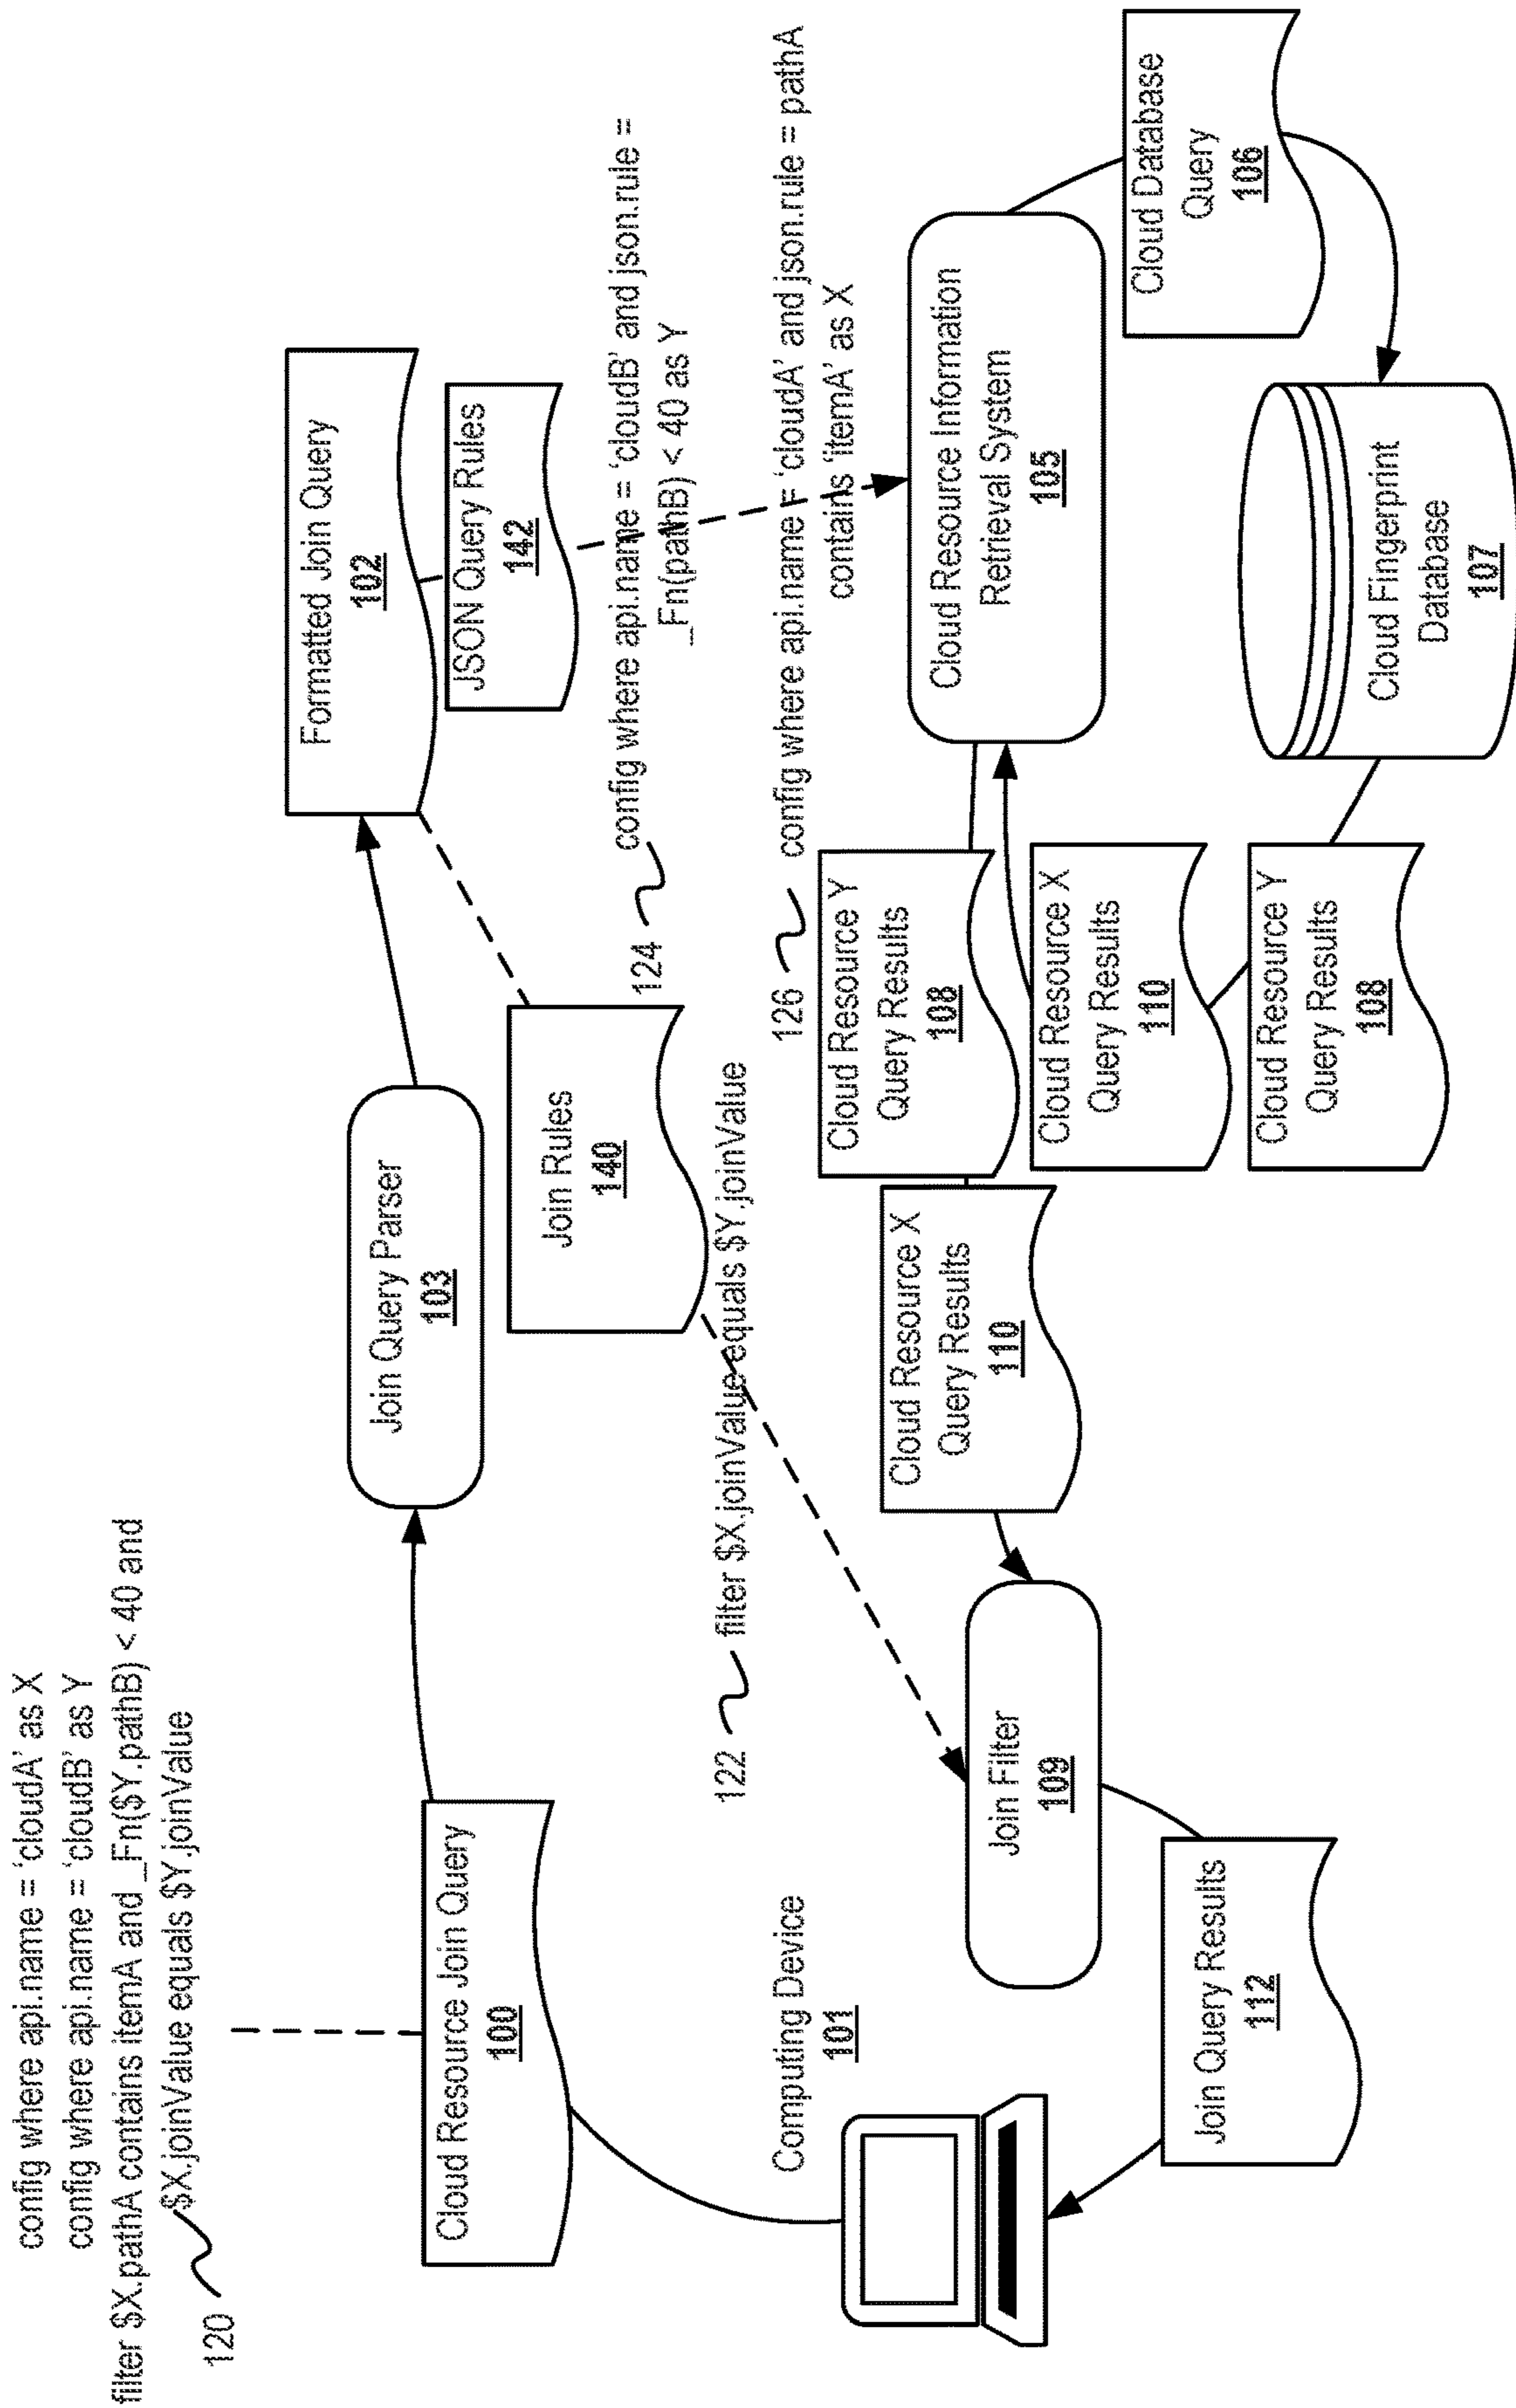 config where api.name = 'cloudA' as X
config where api.name = 'cloudB' as Y
filter $X.pathA contains itemA and _Fn($Y.pathB) < 40 and
$X.joinValue equals $Y.joinValue
120
Cloud Resource Join Query
100
Join Query Parser
103
Formatted Join Query
102
JSON Query Rules
142
Join Rules
140
124
config where api.name = 'cloudB' and json.rule =
_Fn(pathB) < 40 as Y
122
filter $X.joinValue equals $Y.joinValue
126
config where api.name = 'cloudA' and json.rule = pathA
contains 'itemA' as X
Computing Device
101
Join Filter
109
Cloud Resource X
Query Results
110
Cloud Resource Y
Query Results
108
Cloud Resource Information
Retrieval System
105
Cloud Database
Query
106
Join Query Results
112
Cloud Resource X
Query Results
110
Cloud Resource Y
Query Results
108
Cloud Fingerprint
Database
107